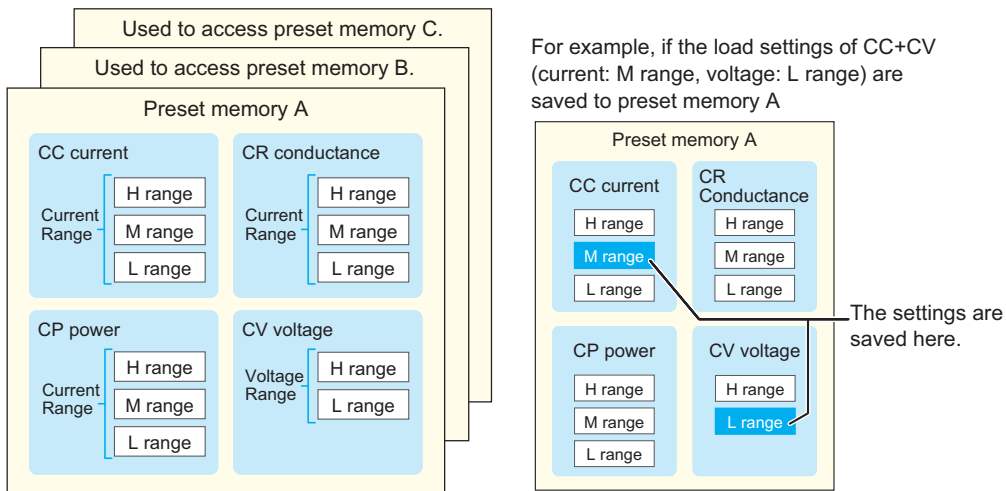 Used to access preset memory C.
Used to access preset memory B.
Preset memory A
CC current
Current
Range
H range
M range
L range
CR conductance
Current
Range
H range
M range
L range
CP power
Current
Range
H range
M range
L range
CV voltage
Voltage
Range
H range
L range
For example, if the load settings of CC+CV
(current: M range, voltage: L range) are
saved to preset memory A
Preset memory A
CC current
H range
M range
L range
CR
Conductance
H range
M range
L range
CP power
H range
M range
L range
CV voltage
H range
L range
The settings are
saved here.